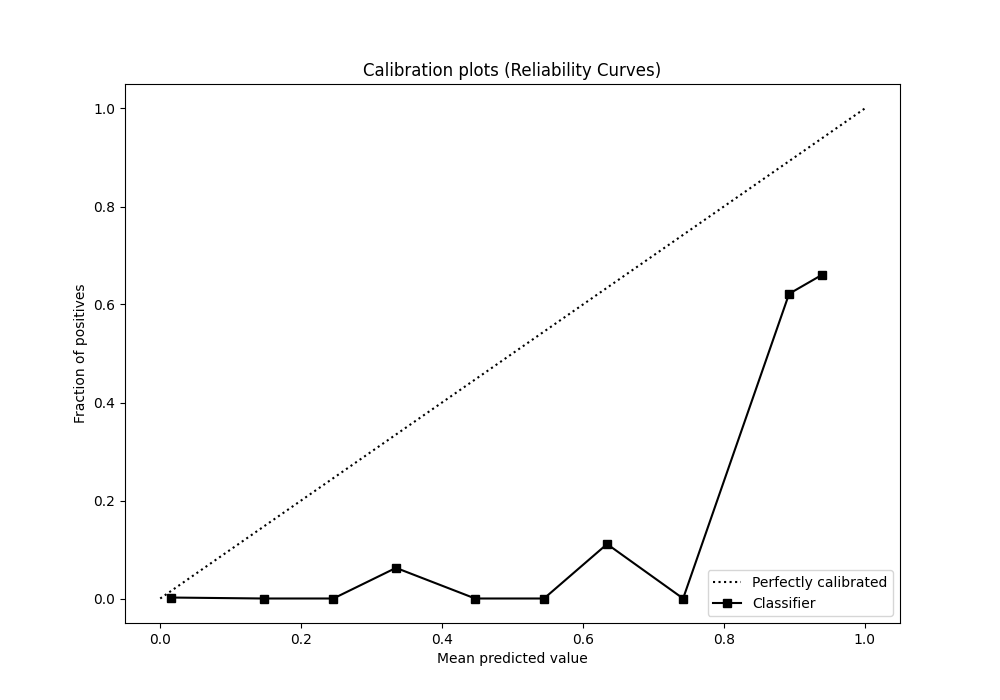 Calibration plots (Reliability Curves)
1.0
0.8
0.6
0.4
0.2
0.0
Fraction of positives
0.0 0.2 0.4 0.6 0.8 1.0
Mean predicted value
Perfectly calibrated
Classifier